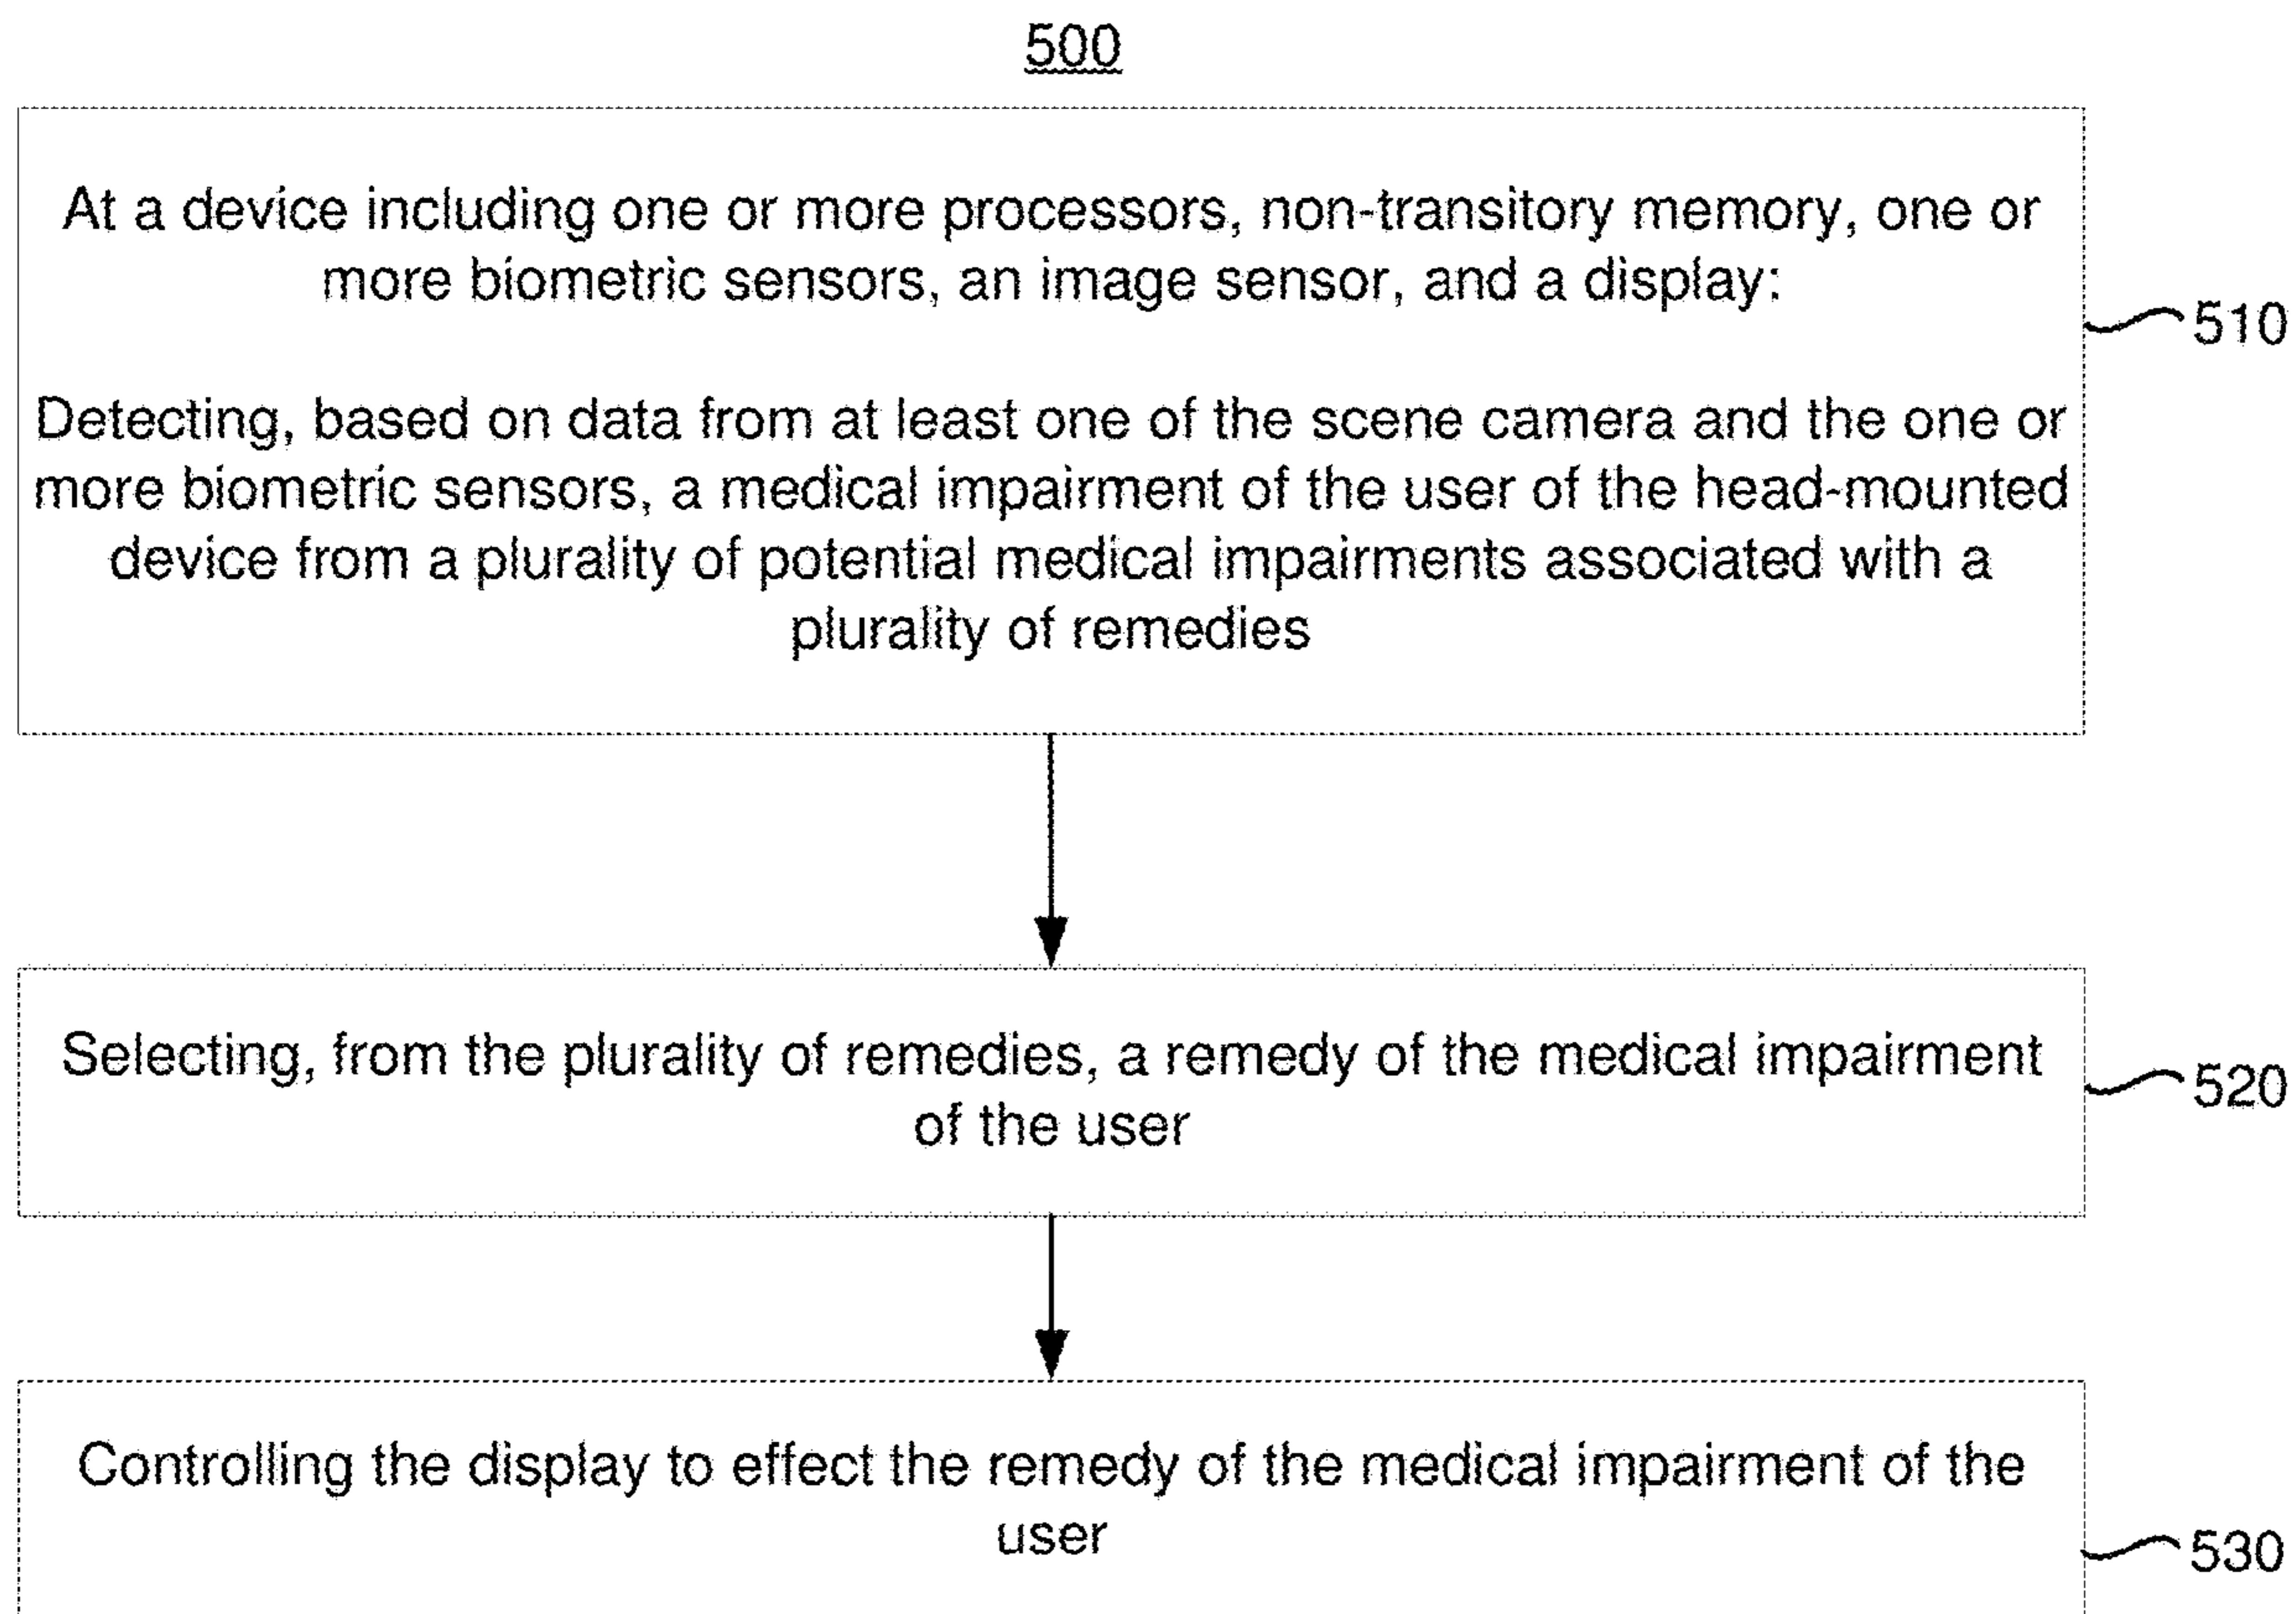 500
At a device including one or more processors, non-transitory memory, one or
more biometric sensors, an image sensor, and a display:
510
Detecting, based on data from at least one of the scene camera and the one or
more biometric sensors, a medical impairment of the user of the head-mounted
device from a plurality of potential medical impairments associated with a
plurality of remedies
Selecting, from the plurality of remedies, a remedy of the medical impairment
of the user
520
Controlling the display to effect the remedy of the medical impairment of the
user
530